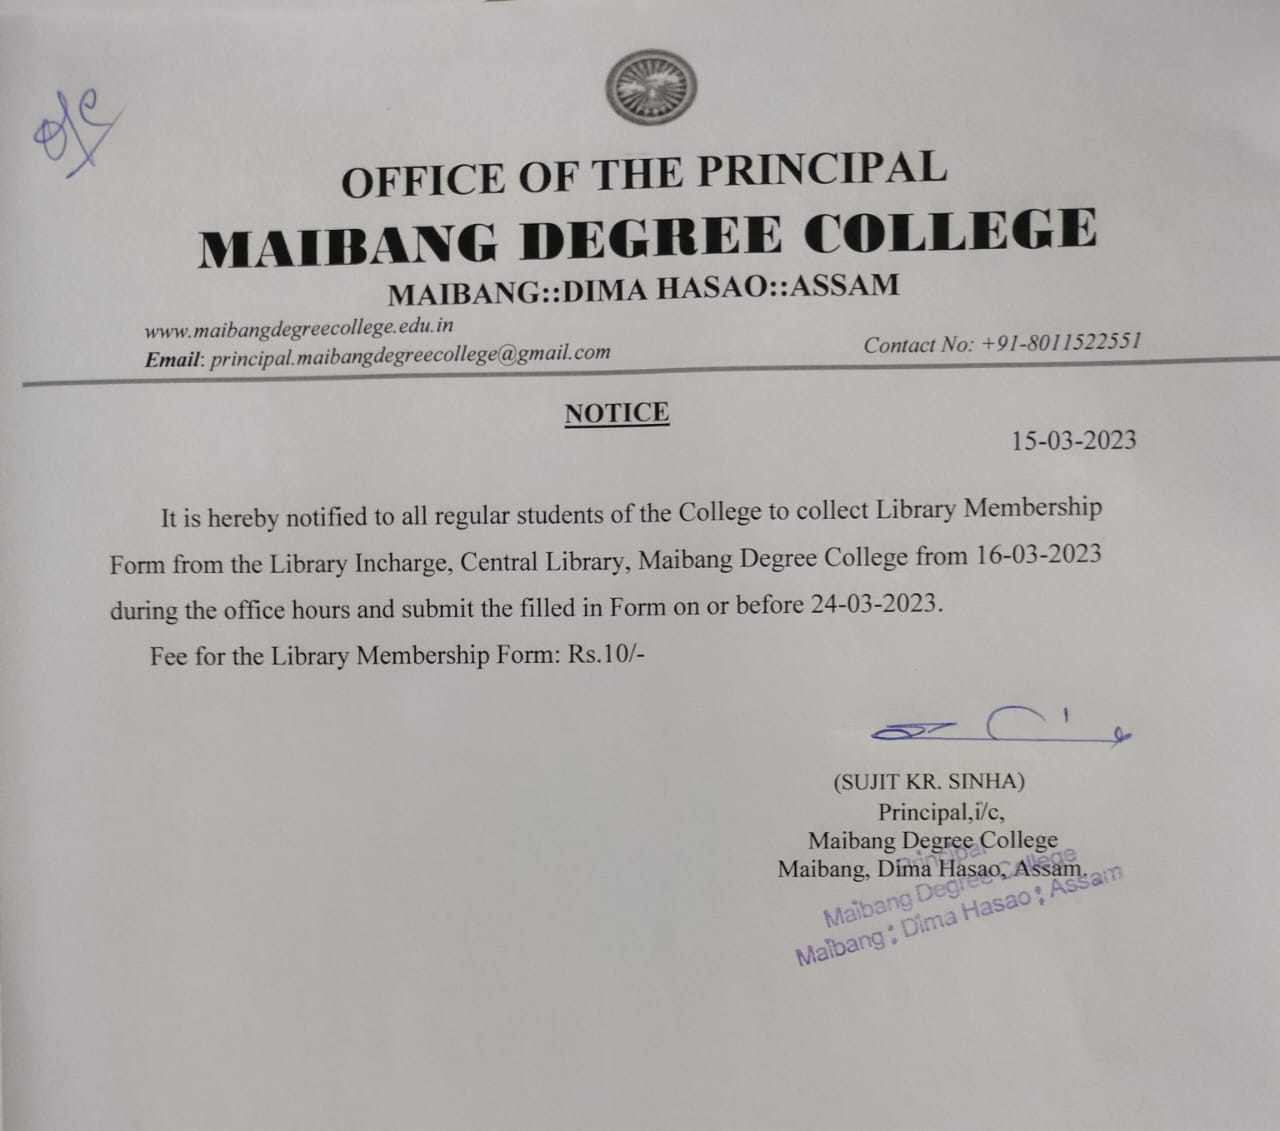 o/c
OFFICE OF THE PRINCIPAL
MAIBANG DEGREE COLLEGE
MAIBANG::DIMA HASAO::ASSAM
www.maibangdegreecollege.edu.in
Email: principal.maibangdegreecollege@gmail.com
Contact No: +91-8011522551
NOTICE
15-03-2023
It is hereby notified to all regular students of the College to collect Library Membership
Form from the Library Incharge, Central Library, Maibang Degree College from 16-03-2023
during the office hours and submit the filled in Form on or before 24-03-2023.
Fee for the Library Membership Form: Rs.10/-
(SUJIT KR. SINHA)
Principal,i/c,
Maibang Degree College
Maibang, Dima Hasao, Assam.
Principal
Maibang Degree College
Maibang : Dima Hasao : Assam